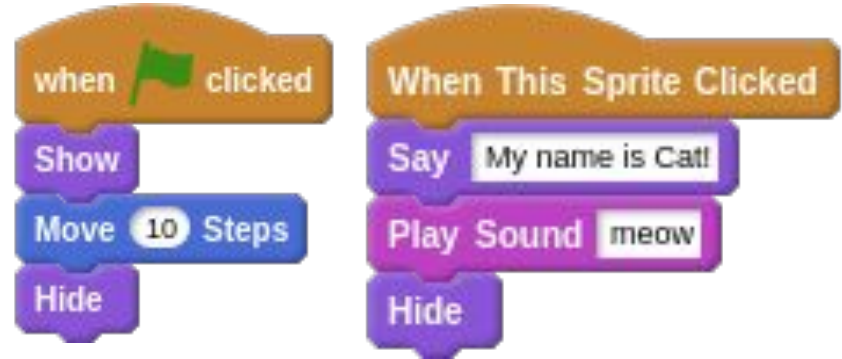 when clicked
Show
Move 10 Steps
Hide
When This Sprite Clicked
Say My name is Cat!
Play Sound meow
Hide